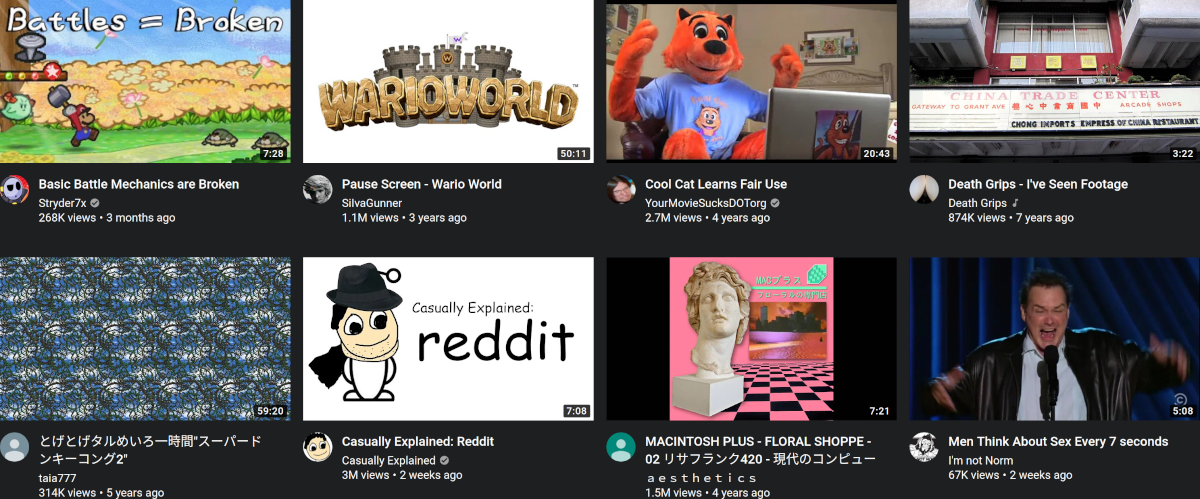 Battles = Broken
7:28
WARIOWORLD™
50:11
20:43
CHINA TRADE CENTER
GATEWAY TO GRANT AVE
ARCADE SHOPS
CHONG IMPORTS EMPRESS OF CHINA RESTAURANT
3:22
Basic Battle Mechanics are Broken
Stryder7x
268K views • 3 months ago
Pause Screen - Wario World
SilvaGunner
1.1M views • 3 years ago
Cool Cat Learns Fair Use
YourMovieSucksDOTorg
2.7M views • 4 years ago
Death Grips - I've Seen Footage
Death Grips
874K views • 7 years ago
59:20
Casually Explained:
reddit
7:08
MACプラス
フローラルの専門店
7:21
5:08
とげとげタルめいろ一時間"スーパード
ンキーコング2"
taia777
314K views • 5 years ago
Casually Explained: Reddit
Casually Explained
3M views • 2 weeks ago
MACINTOSH PLUS - FLORAL SHOPPE -
02 リサフランク420 - 現代のコンピュー
ａｅｓｔｈｅｔｉｃｓ
1.5M views • 4 years ago
Men Think About Sex Every 7 seconds
I'm not Norm
67K views • 2 weeks ago